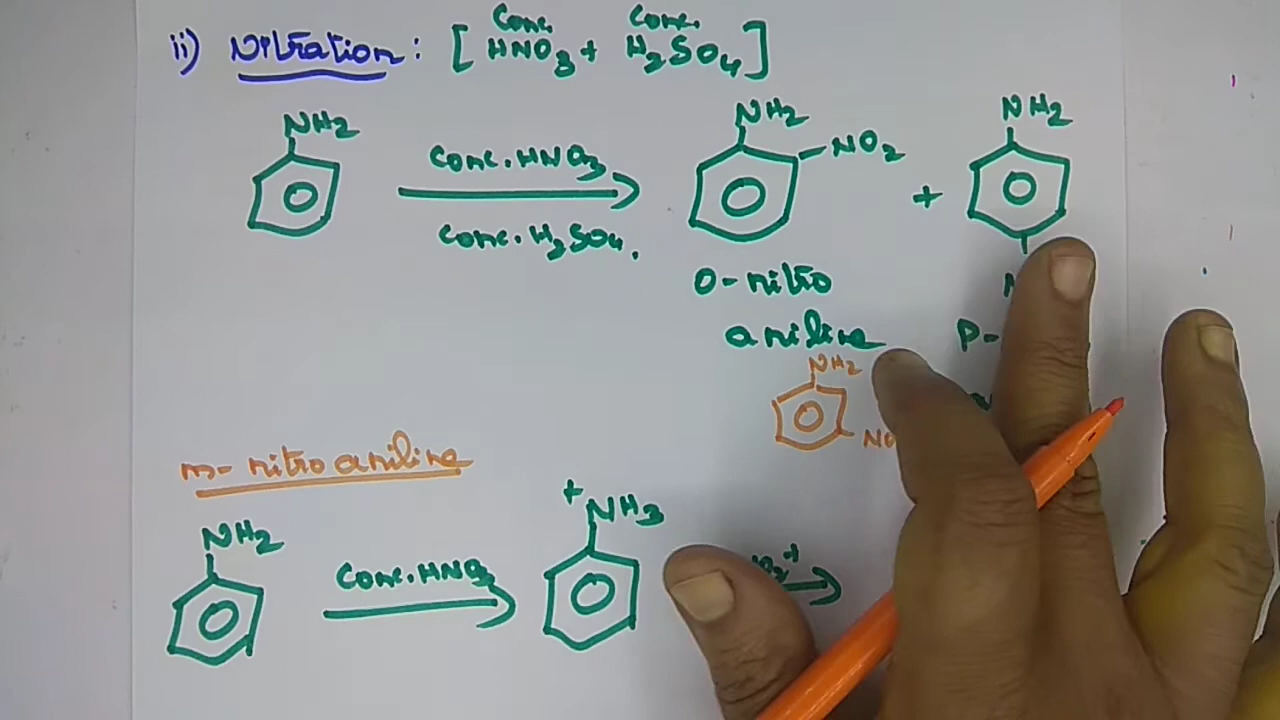 ii) Nitration: [Conc. HNO3 + Conc. H2SO4]
NH2
Conc. HNO3
Conc. H2SO4.
NH2
NO2
+
NH2
O-nitro
aniline
P-
NH2
m-nitro aniline
NH2
Conc. HNO3
+NH3